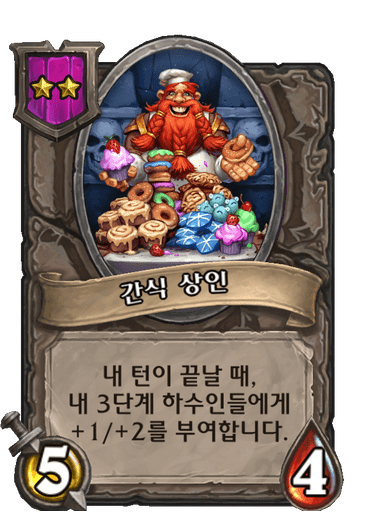 간식 상인
내 턴이 끝날 때,
내 3단계 하수인들에게
+1/+2를 부여합니다.
5
4